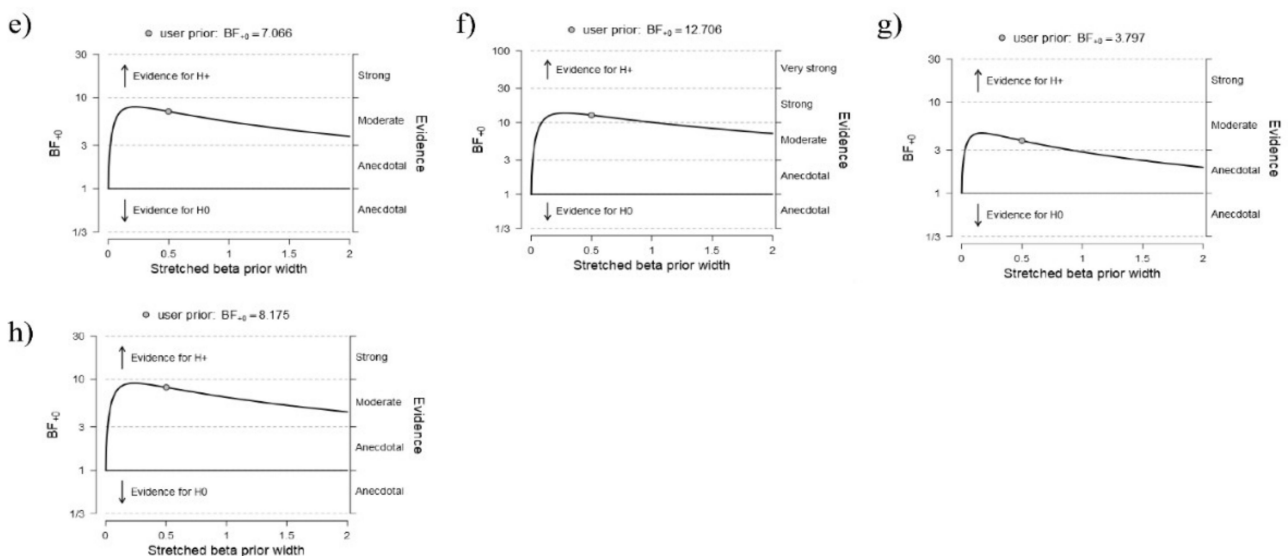 e)
user prior: BF₊₀ = 7.066
30
10
3
1
1/3
BF₊₀
Evidence for H+
Evidence for H0
Strong
Moderate
Anecdotal
Anecdotal
Evidence
0 0.5 1 1.5 2
Stretched beta prior width
f)
user prior: BF₊₀ = 12.706
100
30
10
3
1
1/3
BF₊₀
Evidence for H+
Evidence for H0
Very strong
Strong
Moderate
Anecdotal
Anecdotal
Evidence
0 0.5 1 1.5 2
Stretched beta prior width
g)
user prior: BF₊₀ = 3.797
30
10
3
1
1/3
BF₊₀
Evidence for H+
Evidence for H0
Strong
Moderate
Anecdotal
Anecdotal
Evidence
0 0.5 1 1.5 2
Stretched beta prior width
h)
user prior: BF₊₀ = 8.175
30
10
3
1
1/3
BF₊₀
Evidence for H+
Evidence for H0
Strong
Moderate
Anecdotal
Anecdotal
Evidence
0 0.5 1 1.5 2
Stretched beta prior width